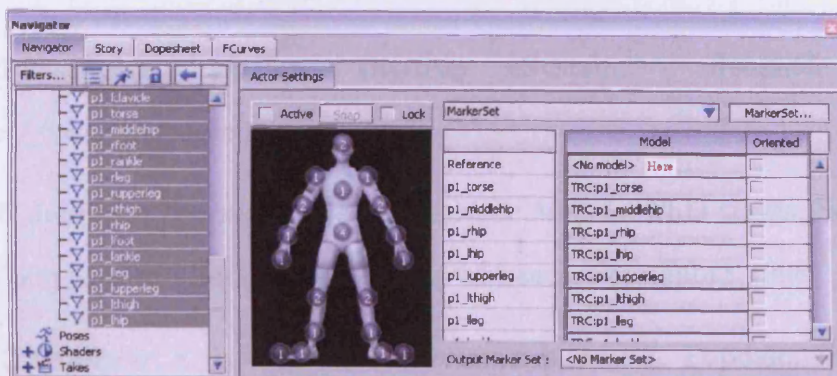 Navigator
Navigator Story Dopesheet FCurves
Filters...
Actor Settings
p1_lclavicle
p1_torse
p1_middlehip
p1_rfoot
p1_rankle
p1_rleg
p1_rupperleg
p1_rthigh
p1_rhip
p1_lfoot
p1_lankle
p1_lleg
p1_lupperleg
p1_lthigh
p1_lhip
Poses
Shaders
Takes
Active Snap Lock
MarkerSet MarkerSet...
Model Oriented
Reference <No model> Here
p1_torse TRC:p1_torse
p1_middlehip TRC:p1_middlehip
p1_rhip TRC:p1_rhip
p1_lhip TRC:p1_lhip
p1_lupperleg TRC:p1_lupperleg
p1_lthigh TRC:p1_lthigh
p1_lleg TRC:p1_lleg
Output Marker Set : <No Marker Set>